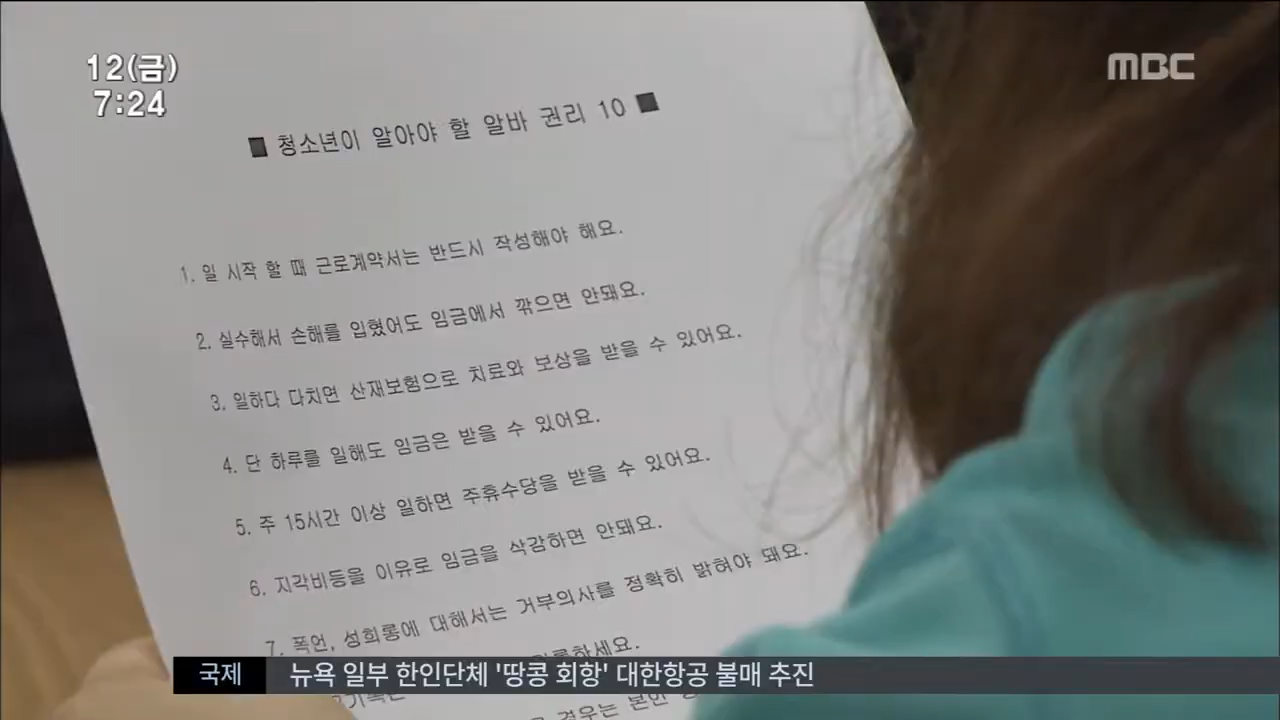 12(금)
7:24
MBC
■ 청소년이 알아야 할 알바 권리 10 ■
1. 일 시작 할 때 근로계약서는 반드시 작성해야 해요.
2. 실수해서 손해를 입혔어도 임금에서 깎으면 안돼요.
3. 일하다 다치면 산재보험으로 치료와 보상을 받을 수 있어요.
4. 단 하루를 일해도 임금은 받을 수 있어요.
5. 주 15시간 이상 일하면 주휴수당을 받을 수 있어요.
6. 지각비등을 이유로 임금을 삭감하면 안돼요.
7. 폭언, 성희롱에 대해서는 거부의사를 정확히 밝혀야 돼요.
경우는 본인
국제 뉴욕 일부 한인단체 '땅콩 회항' 대한항공 불매 추진